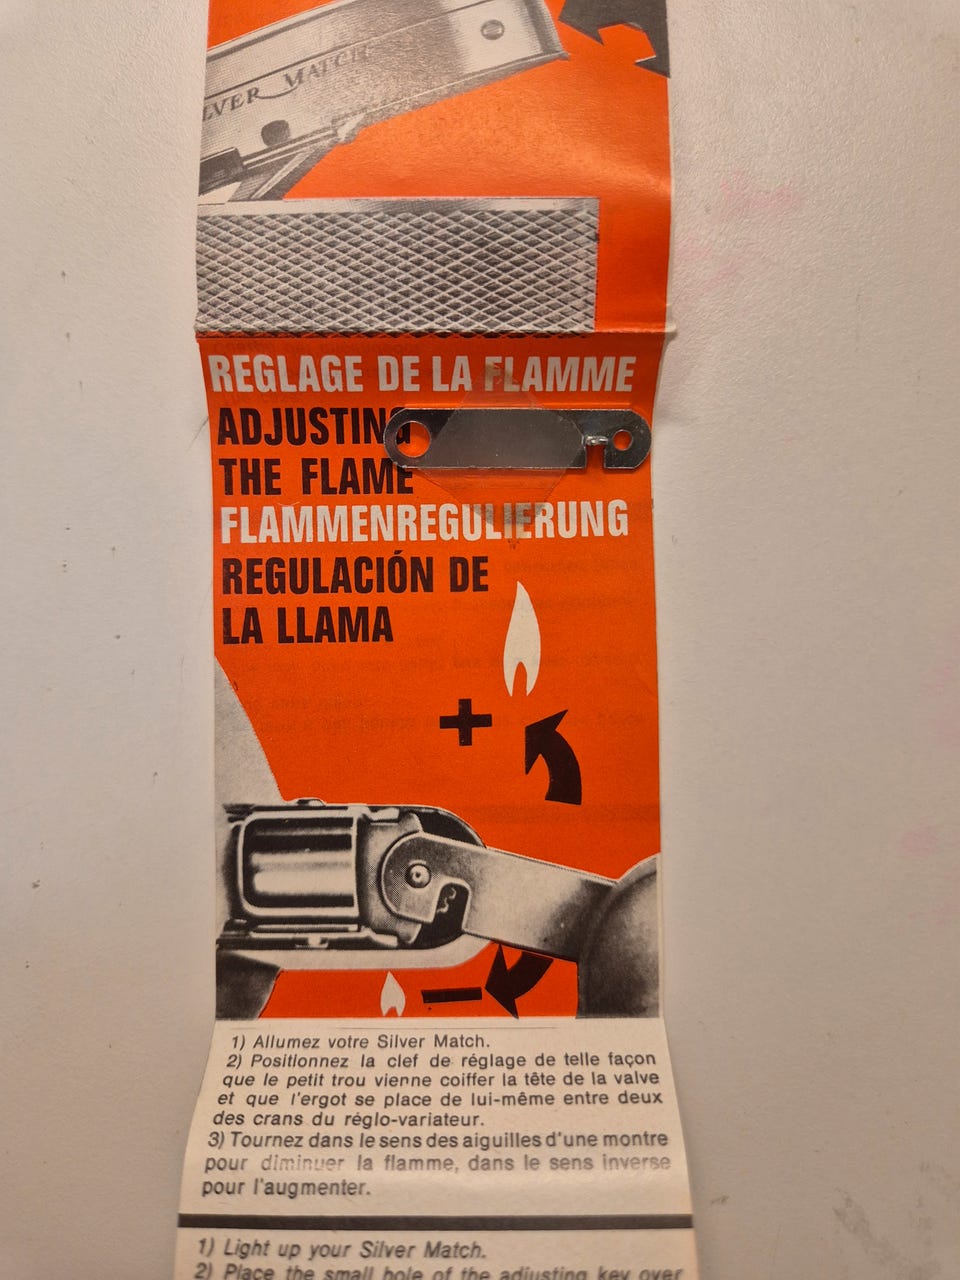 LVER MATCH
REGLAGE DE LA FLAMME
ADJUSTING
THE FLAME
FLAMMENREGULIERUNG
REGULACIÓN DE
LA LLAMA
+
−
1) Allumez votre Silver Match.
2) Positionnez la clef de réglage de telle façon
que le petit trou vienne coiffer la tête de la valve
et que l'ergot se place de lui-même entre deux
des crans du réglo-variateur.
3) Tournez dans le sens des aiguilles d'une montre
pour diminuer la flamme, dans le sens inverse
pour l'augmenter.
1) Light up your Silver Match.
2) Place the small hole of the adjusting key over